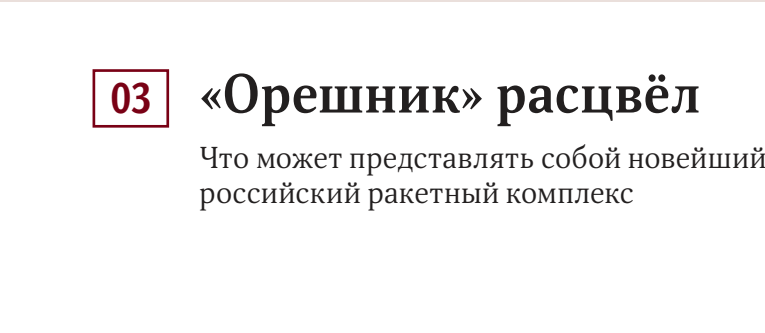 03
«Орешник» расцвёл
Что может представлять собой новейший
российский ракетный комплекс